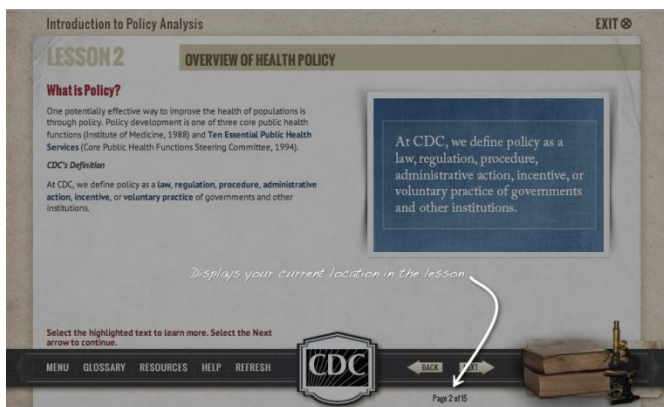 Introduction to Policy Analysis
EXIT
LESSON 2
OVERVIEW OF HEALTH POLICY
What is Policy?
One potentially effective way to improve the health of populations is
through policy. Policy development is one of three core public health
functions (Institute of Medicine, 1988) and Ten Essential Public Health
Services (Core Public Health Functions Steering Committee, 1994).
CDC's Definition
At CDC, we define policy as a law, regulation, procedure, administrative
action, incentive, or voluntary practice of governments and other
institutions.
At CDC, we define policy as a
law, regulation, procedure,
administrative action, incentive, or
voluntary practice of governments
and other institutions.
Displays your current location in the lesson.
Select the highlighted text to learn more. Select the Next
arrow to continue.
MENU GLOSSARY RESOURCES HELP REFRESH
CDC
BACK NEXT
Page 2 of 15